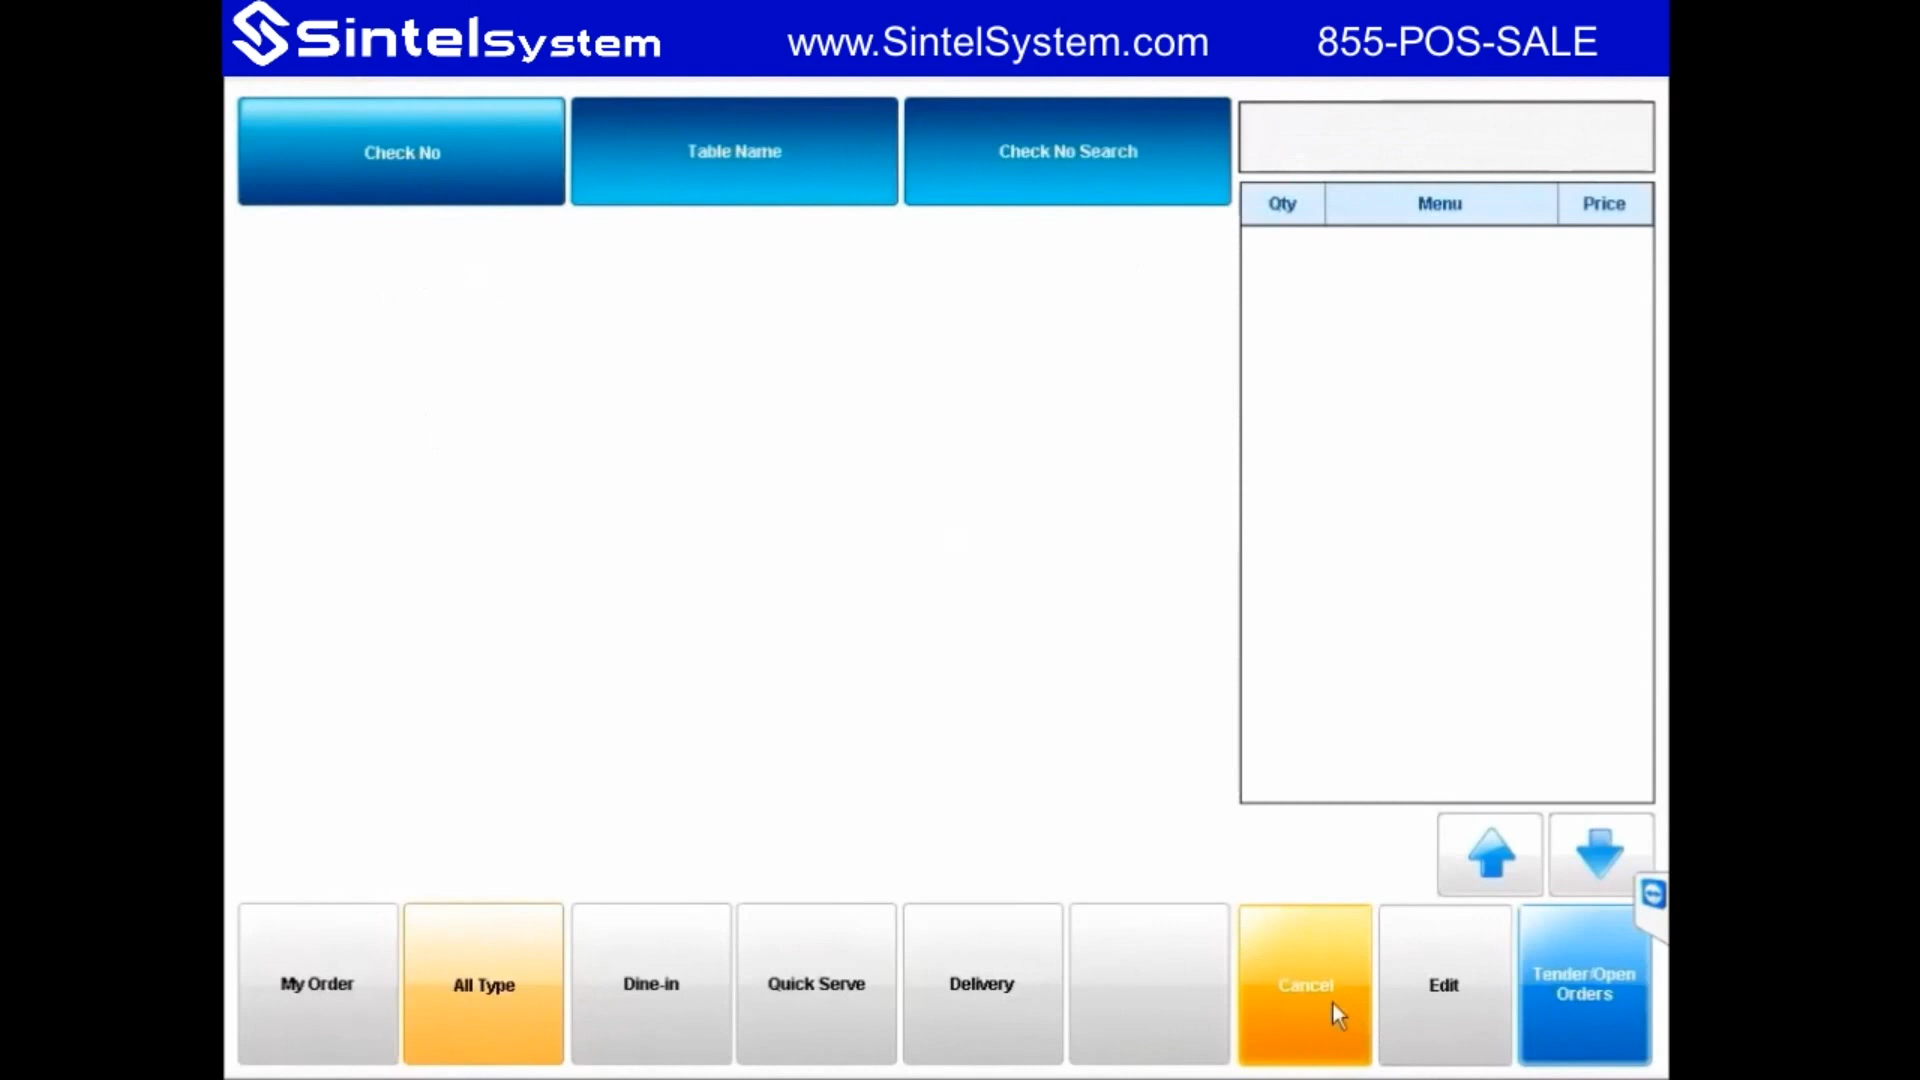 Sintelsystem
www.SintelSystem.com
855-POS-SALE
Check No
Table Name
Check No Search
Qty
Menu
Price
My Order
All Type
Dine-in
Quick Serve
Delivery
Cancel
Edit
Tender/Open
Orders